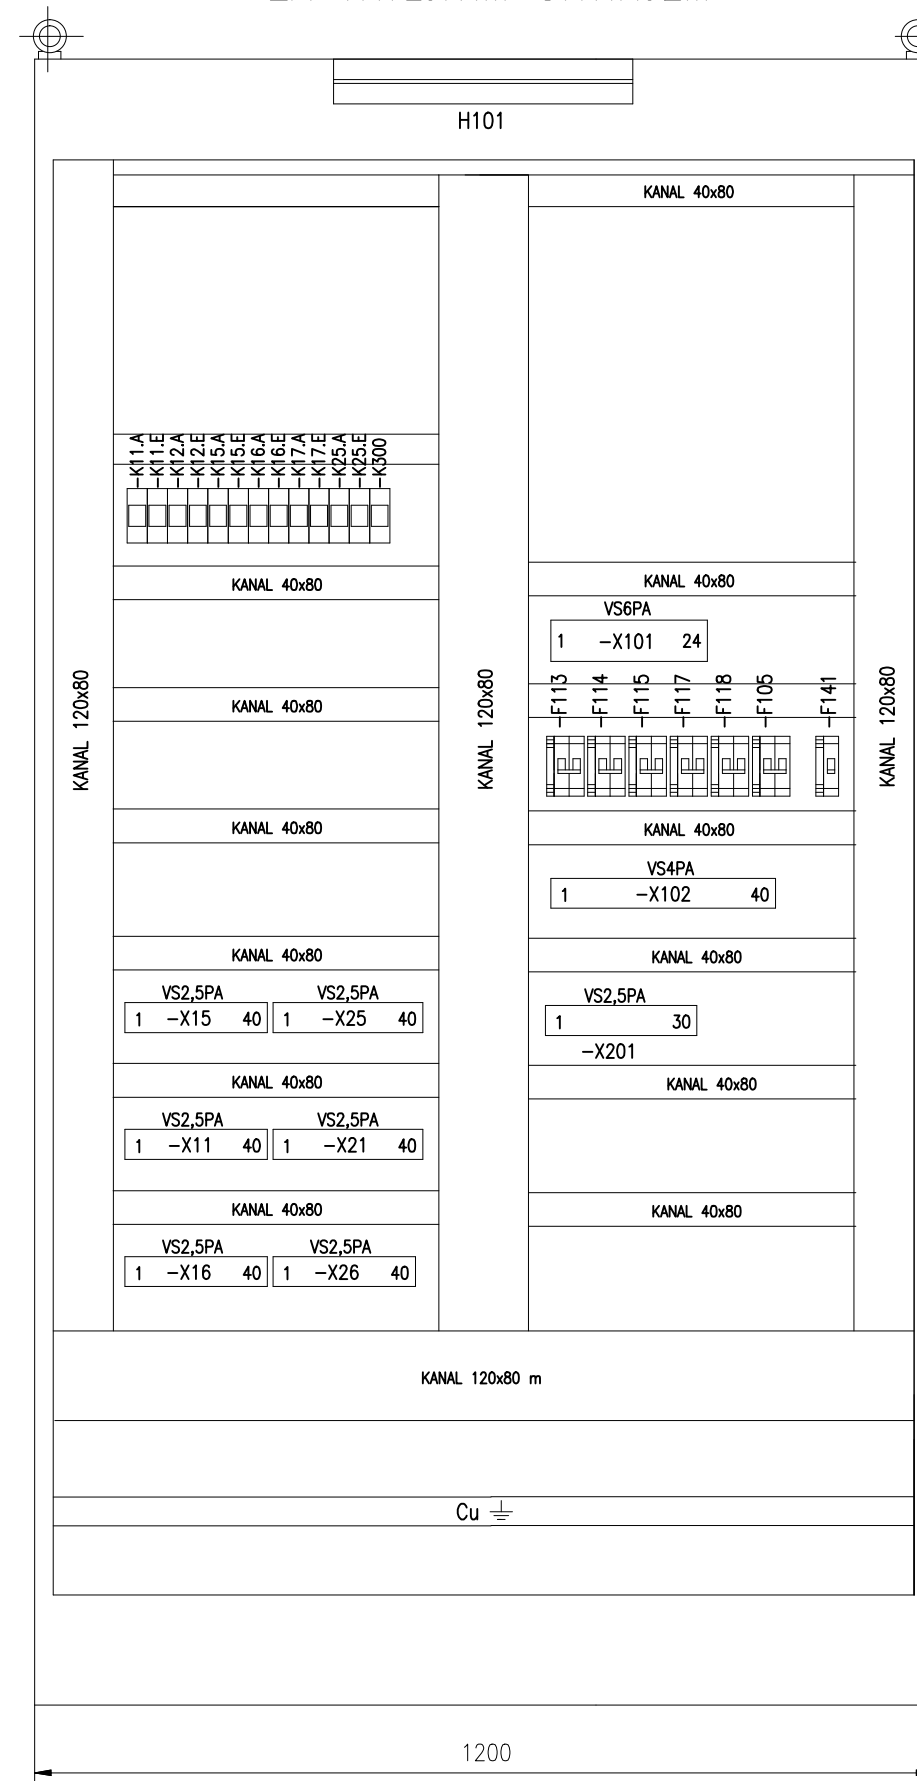 H101
KANAL 40x80
-K11.A
-K11.E
-K12.A
-K12.E
-K15.A
-K15.E
-K16.A
-K16.E
-K17.A
-K17.E
-K25.A
-K25.E
-K300
KANAL 40x80
KANAL 40x80
KANAL 40x80
KANAL 40x80
VS2,5PA VS2,5PA
1 -X15 40 1 -X25 40
KANAL 40x80
VS2,5PA VS2,5PA
1 -X11 40 1 -X21 40
KANAL 40x80
VS2,5PA VS2,5PA
1 -X16 40 1 -X26 40
KANAL 120x80
KANAL 120x80
KANAL 120x80
KANAL 40x80
VS6PA
1 -X101 24
-F113
-F114
-F115
-F117
-F118
-F105
-F141
KANAL 40x80
VS4PA
1 -X102 40
KANAL 40x80
VS2,5PA
1 30
-X201
KANAL 40x80
KANAL 40x80
KANAL 120x80 m
Cu
1200